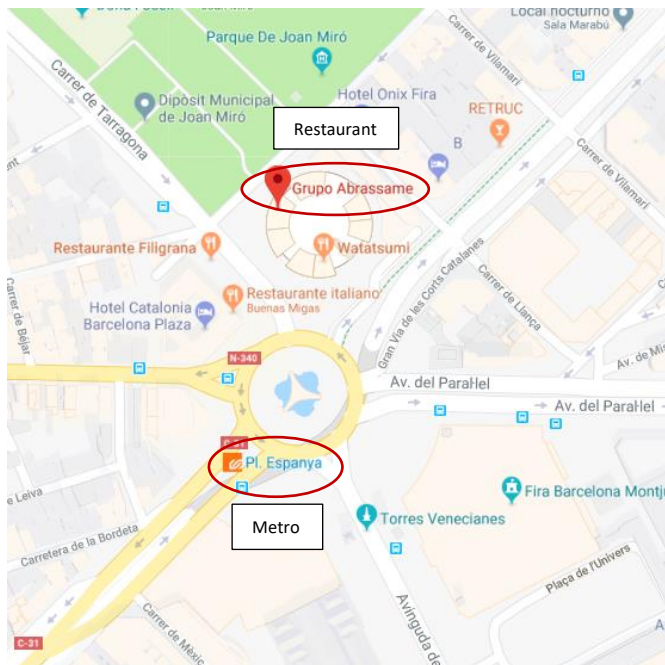 Joan Miró
Local nocturno
Sala Marabú
Parque De Joan Miró
Carrer de Vilamarí
Carrer de Tarragona
Hotel Onix Fira
Dipòsit Municipal
de Joan Miró
RETRUC
Restaurant
B
Carrer de Vilamarí
Grupo Abrassame
Restaurante Filigrana
Watatsumi
Gran Via de les Corts Catalanes
Carrer de Llança
Carrer de Béjar
Restaurante italiano
Buenas Migas
Hotel Catalonia
Barcelona Plaza
N-340
Av. de Mis
Av. del Paral·lel
Av. del Paral·lel
Pl. Espanya
e Leiva
Fira Barcelona Montju
Metro
Torres Venecianes
Carretera de la Bordeta
Plaça de l'Univers
Carrer de Mèxic
Avinguda de
C-31